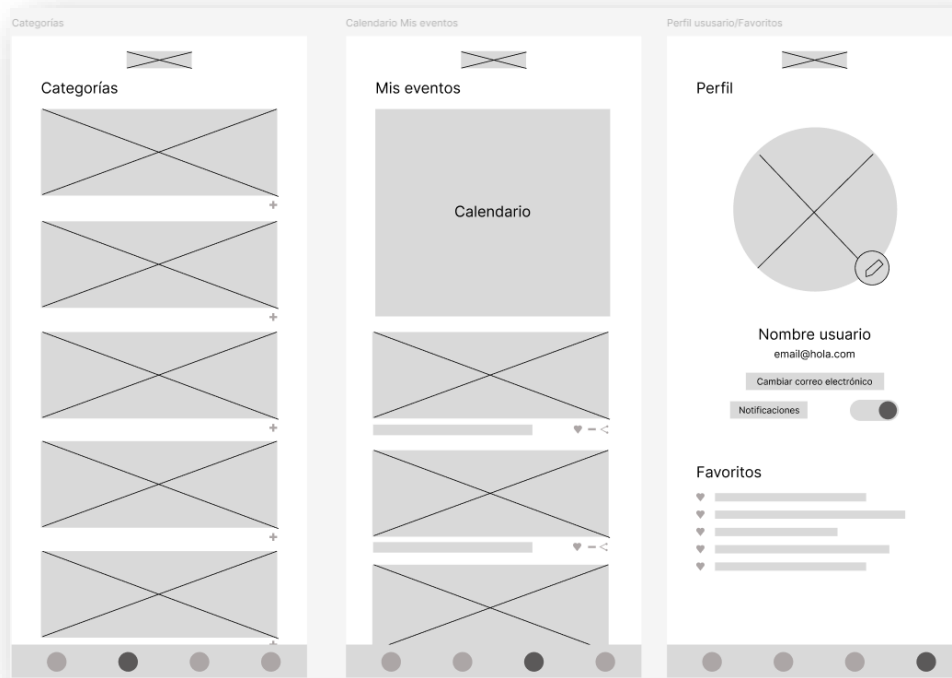 Categorías
Calendario Mis eventos
Perfil ususario/Favoritos
Categorías
Mis eventos
Calendario
Perfil
Nombre usuario
email@hola.com
Cambiar correo electrónico
Notificaciones
Favoritos